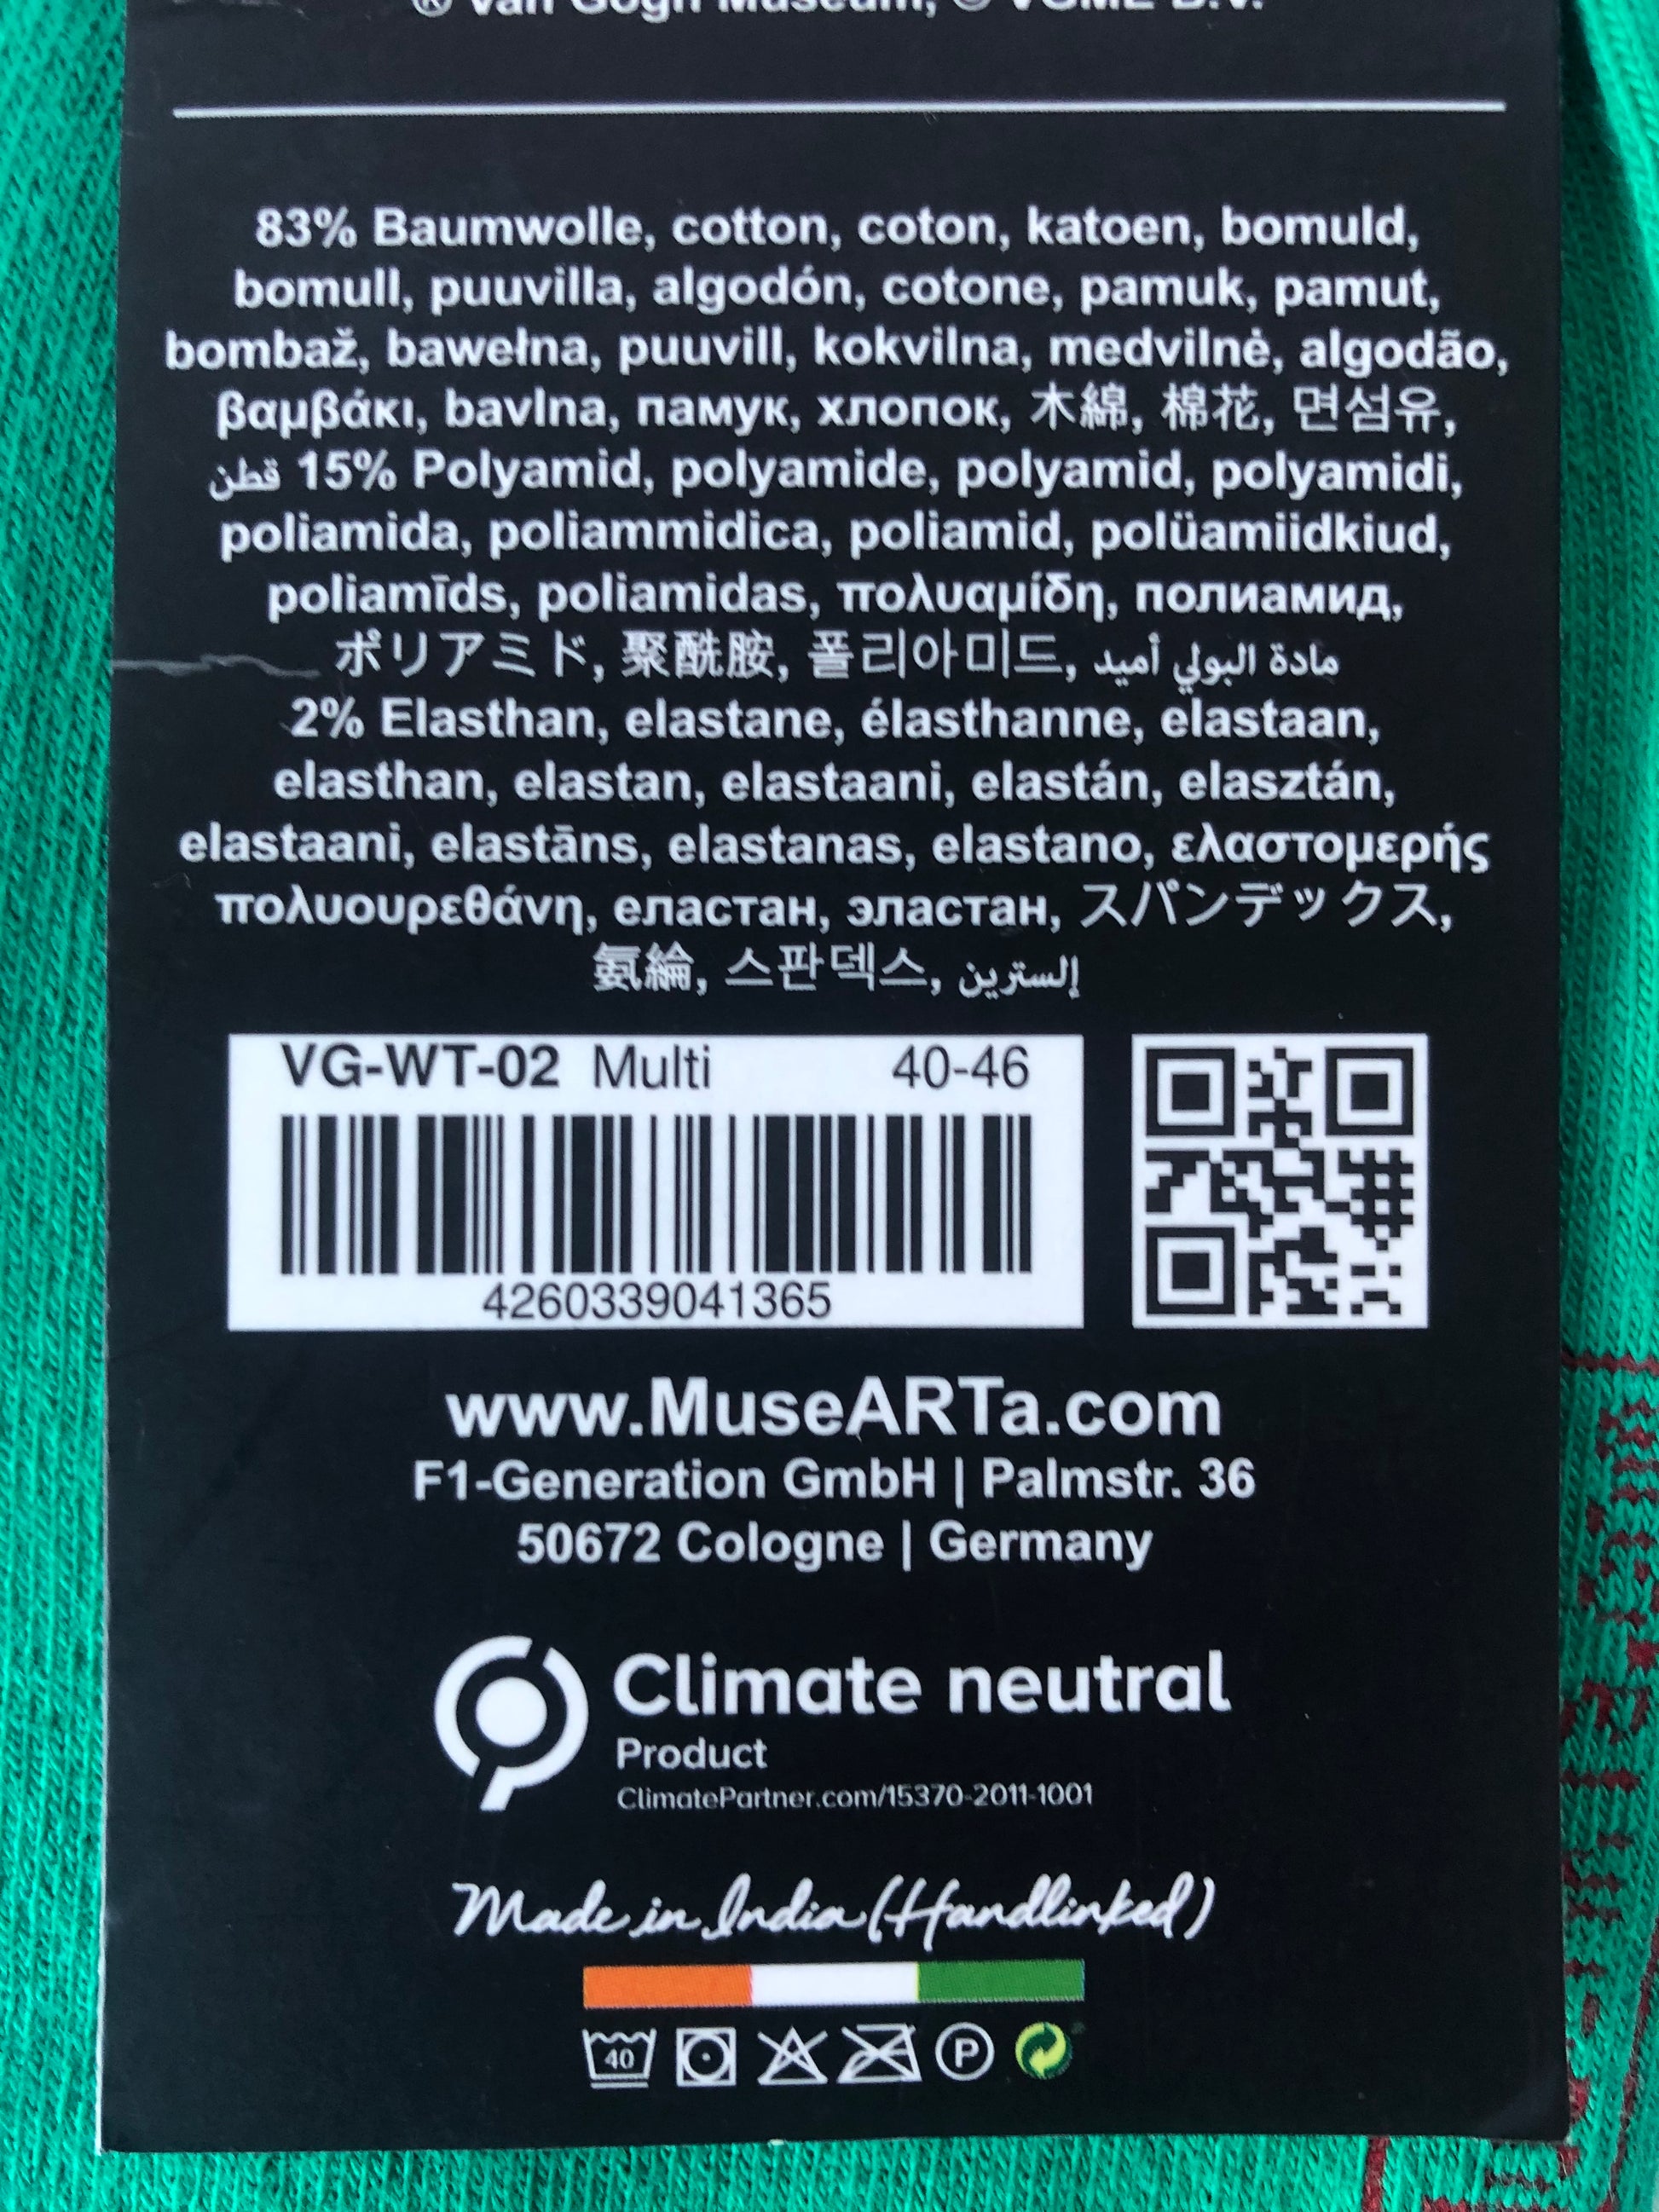 ® Van Gogh Museum, © VGME B.V.
83% Baumwolle, cotton, coton, katoen, bomuld,
bomull, puuvilla, algodón, cotone, pamuk, pamut,
bombaž, bawełna, puuvill, kokvilna, medvilnė, algodão,
βαμβάκι, bavlna, памук, хлопок, 木綿, 棉花, 면섬유,
قطن 15% Polyamid, polyamide, polyamid, polyamidi,
poliamida, poliammidica, poliamid, polüamiidkiud,
poliamīds, poliamidas, πολυαμίδη, полиамид,
ポリアミド, 聚酰胺, 폴리아미드, مادة البولي أميد
2% Elasthan, elastane, élasthanne, elastaan,
elasthan, elastan, elastaani, elastán, elasztán,
elastaani, elastāns, elastanas, elastano, ελαστομερής
πολυουρεθάνη, еластан, эластан, スパンデックス,
氨綸, 스판덱스, إلسترين
VG-WT-02 Multi 40-46
4260339041365
www.MuseARTa.com
F1-Generation GmbH | Palmstr. 36
50672 Cologne | Germany
Climate neutral
Product
ClimatePartner.com/15370-2011-1001
Made in India (Handlinked)
40 P